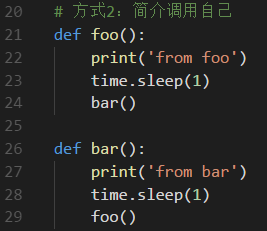 20 # 方式2：简介调用自己
21 def foo():
22     print('from foo')
23     time.sleep(1)
24     bar()
25
26 def bar():
27     print('from bar')
28     time.sleep(1)
29     foo()